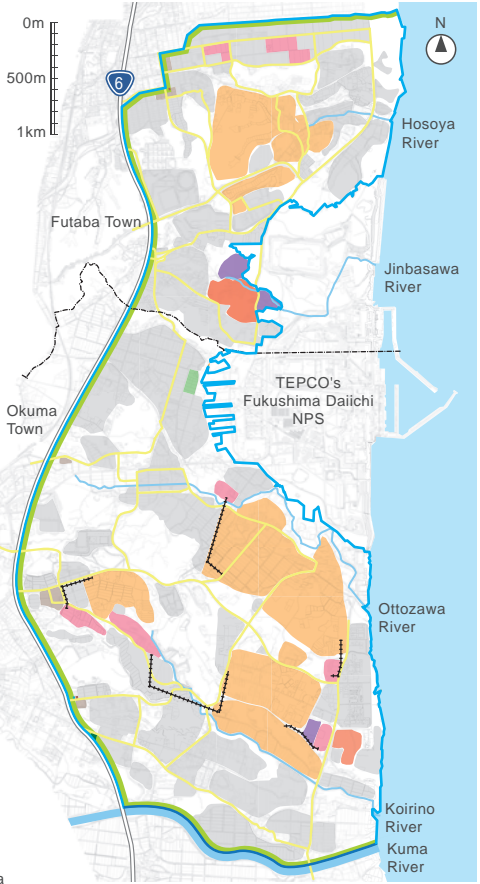 0m
N
6
500m
1km
Hosoya
River
Futaba Town
Jinbasawa
River
TEPCO's
Fukushima Daiichi
NPS
Okuma
Town
Ottozawa
River
Koirino
River
Kuma
River
a